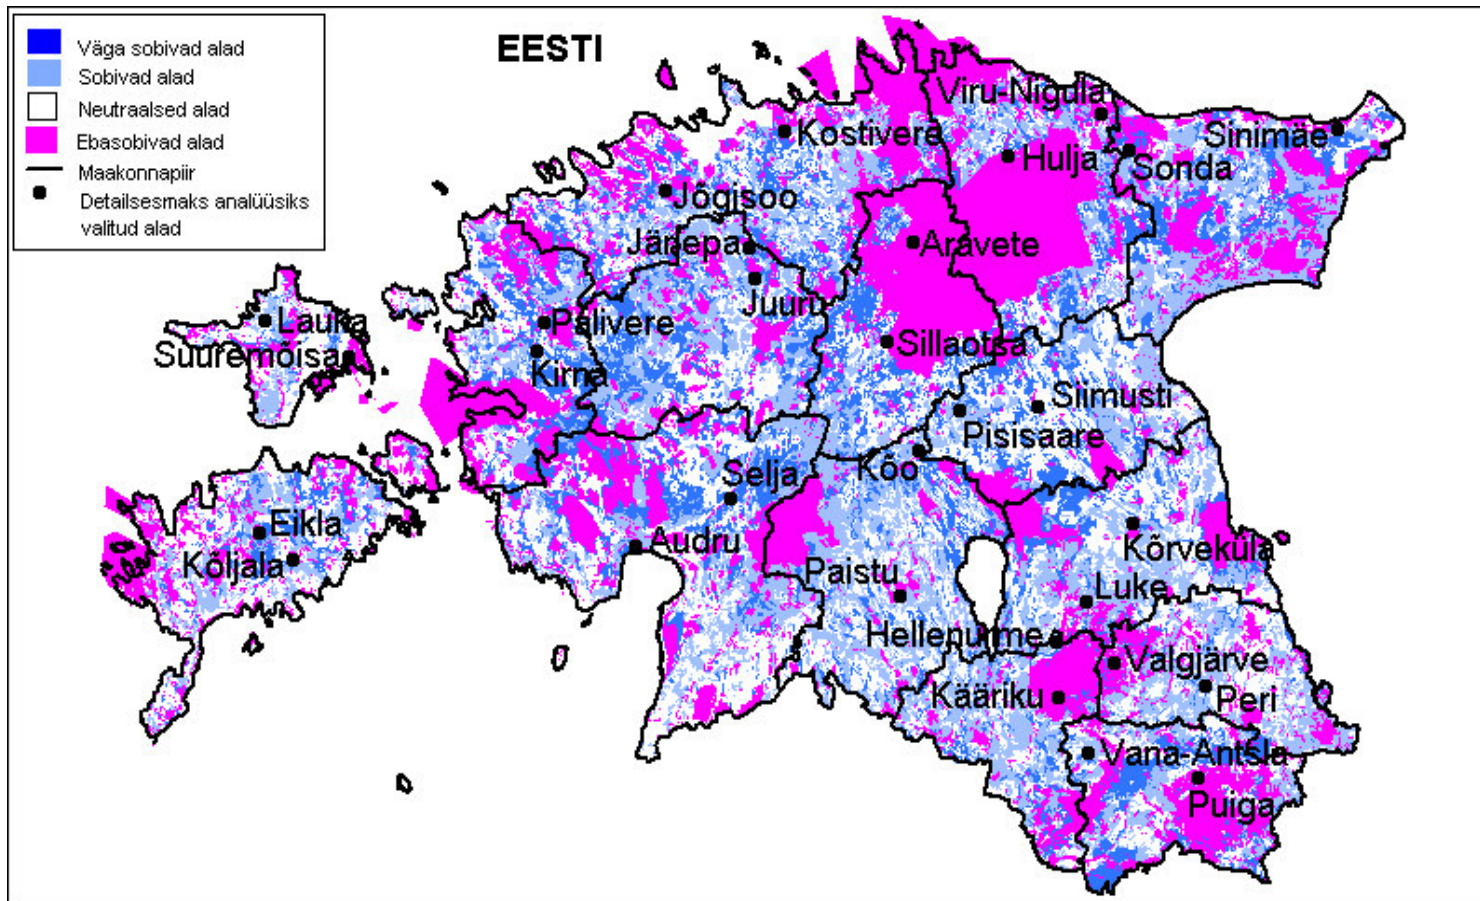 Väga sobivad alad
Sobivad alad
Neutraalsed alad
Ebasobivad alad
Maakonnapiir
Detailsesmaks analüüsiks
valitud alad
EESTI
Viru-Nigula
Kostivere
Sinimäe
Hulja
Sonda
Jõgisoo
Järlepa
Aravete
Juuru
Lauka
Palivere
Suuremõisa
Sillaotsa
Kirna
Siimusti
Pisisaare
Kõo
Selja
Eikla
Kõrveküla
Audru
Kõljala
Paistu
Luke
Hellenurme
Valgjärve
Kääriku
Peri
Vana-Antsla
Puiga